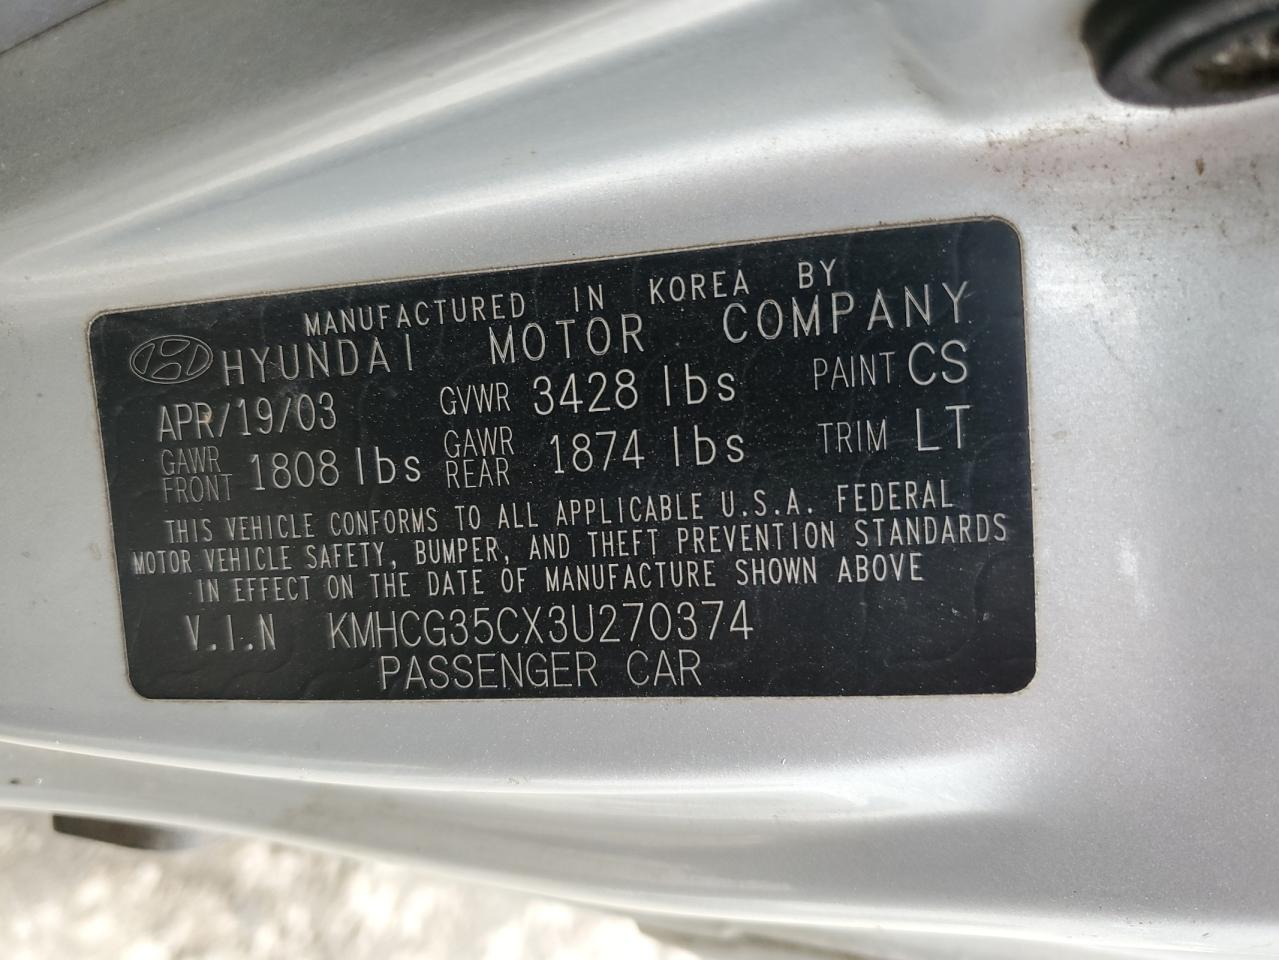 MANUFACTURED IN KOREA BY
HYUNDAI MOTOR COMPANY
APR/19/03 GVWR 3428 lbs PAINT CS
GAWR FRONT 1808 lbs GAWR REAR 1874 lbs TRIM LT
THIS VEHICLE CONFORMS TO ALL APPLICABLE U.S.A. FEDERAL
MOTOR VEHICLE SAFETY, BUMPER, AND THEFT PREVENTION STANDARDS
IN EFFECT ON THE DATE OF MANUFACTURE SHOWN ABOVE
V.I.N KMHCG35CX3U270374
PASSENGER CAR